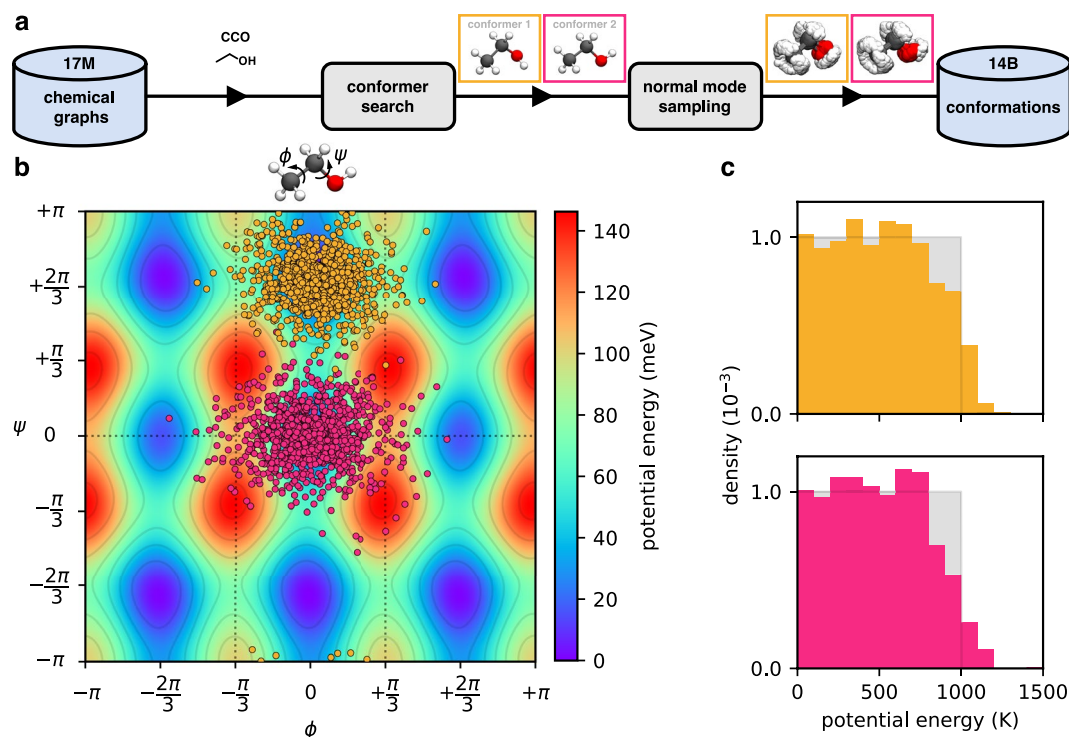 a
17M
chemical
graphs
CCO
OH
conformer
search
conformer 1
conformer 2
normal mode
sampling
14B
conformations
b
ϕ
ψ
+π
+2π/3
+π/3
ψ
0
−π/3
−2π/3
−π
−π
−2π/3
−π/3
0
+π/3
+2π/3
+π
ϕ
140
120
100
80
60
40
20
0
potential energy (meV)
c
1.0
0.0
density (10⁻³)
1.0
0.0
0
500
1000
1500
potential energy (K)